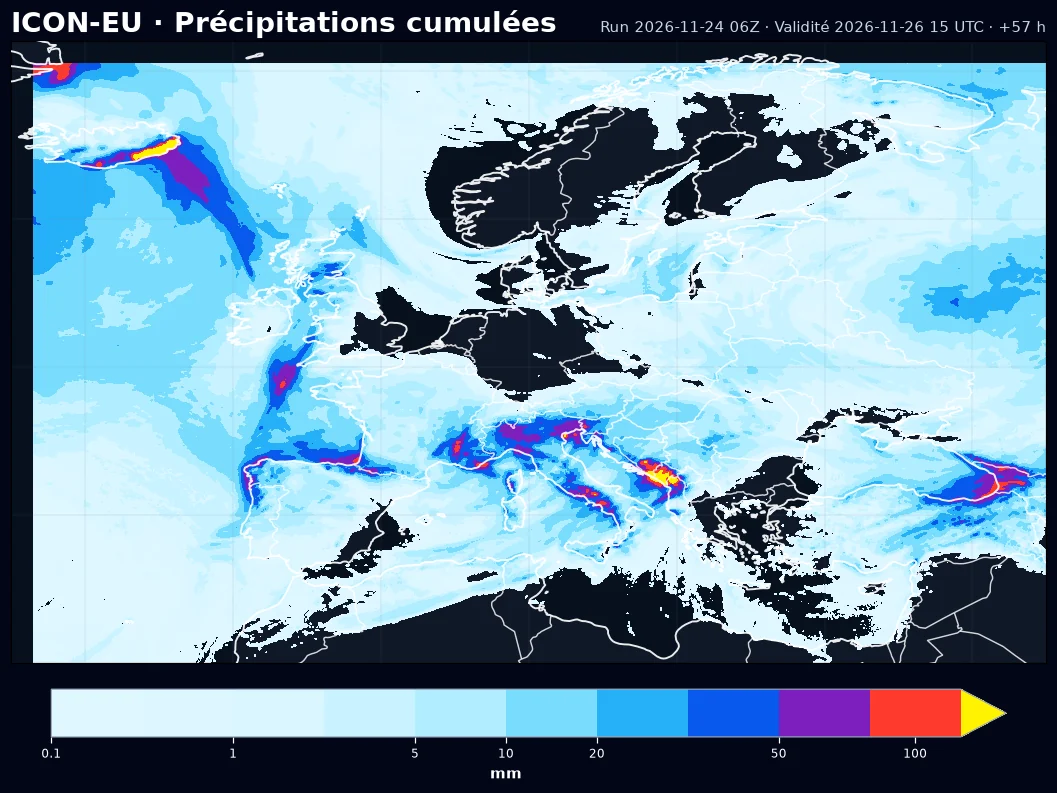 ICON-EU · Précipitations cumulées
Run 2026-11-24 06Z · Validité 2026-11-26 15 UTC · +57 h
0.1 1 5 10 20 50 100
mm